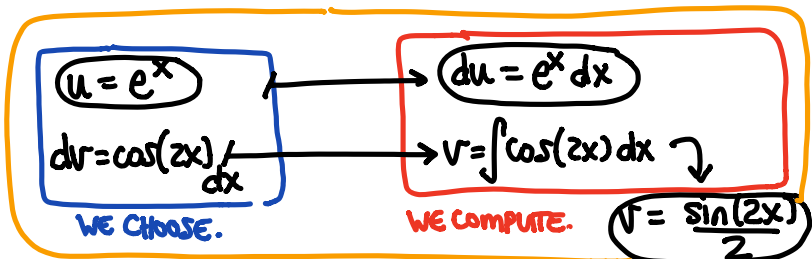 u = e^x
du = e^x dx
dv = cos(2x) dx
v = ∫ cos(2x) dx
WE CHOOSE.
WE COMPUTE.
v = sin(2x)/2